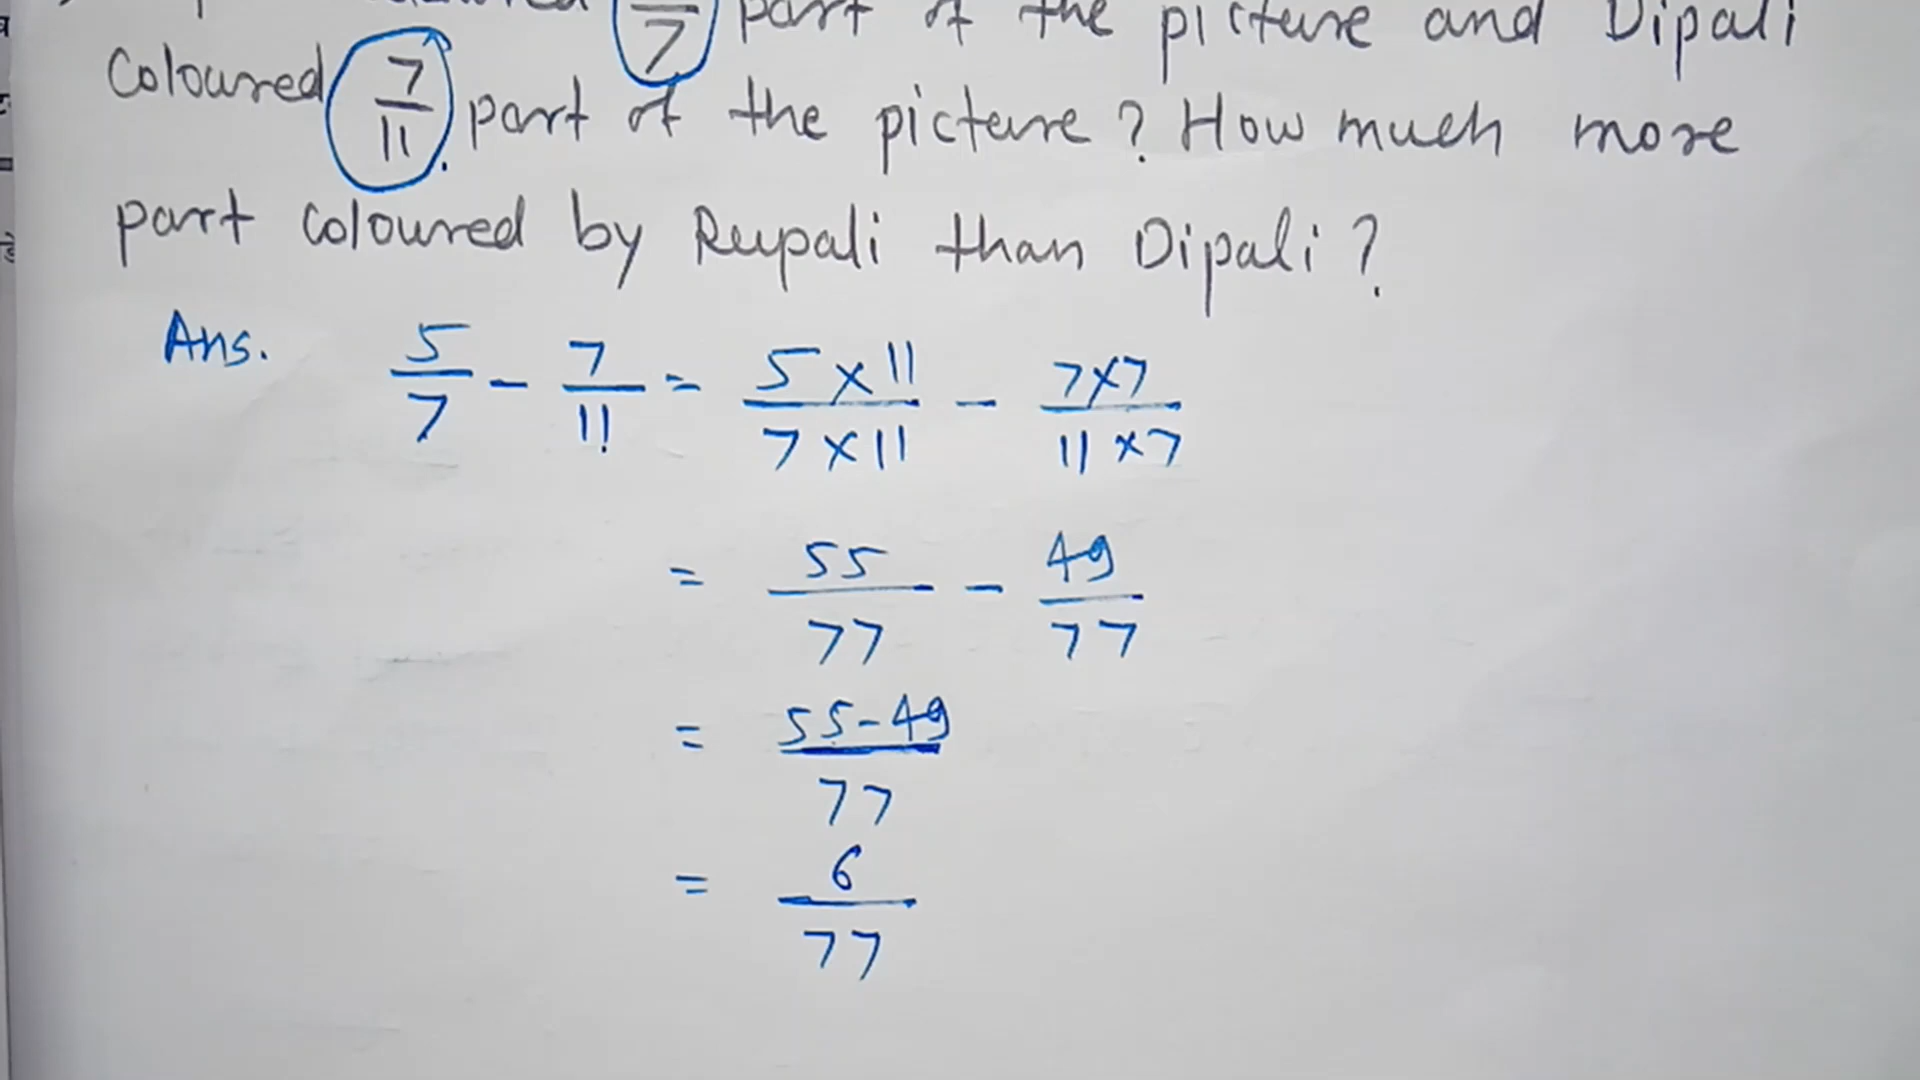 7 part of the picture and Dipali
Coloured 7/11 part of the picture? How much more
part coloured by Rupali than Dipali?
Ans. 5/7 - 7/11 = 5 x 11 / 7 x 11 - 7x7 / 11 x7
= 55/77 - 49/77
= 55-49 / 77
= 6/77